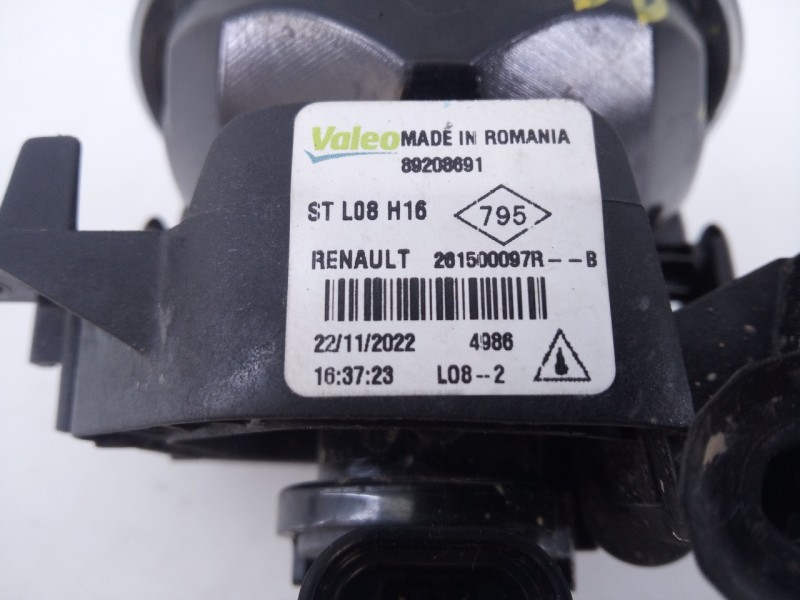 Valeo MADE IN ROMANIA
89208691
ST L08 H16 795
RENAULT 261500097R--B
22/11/2022 4986
16:37:23 L08--2